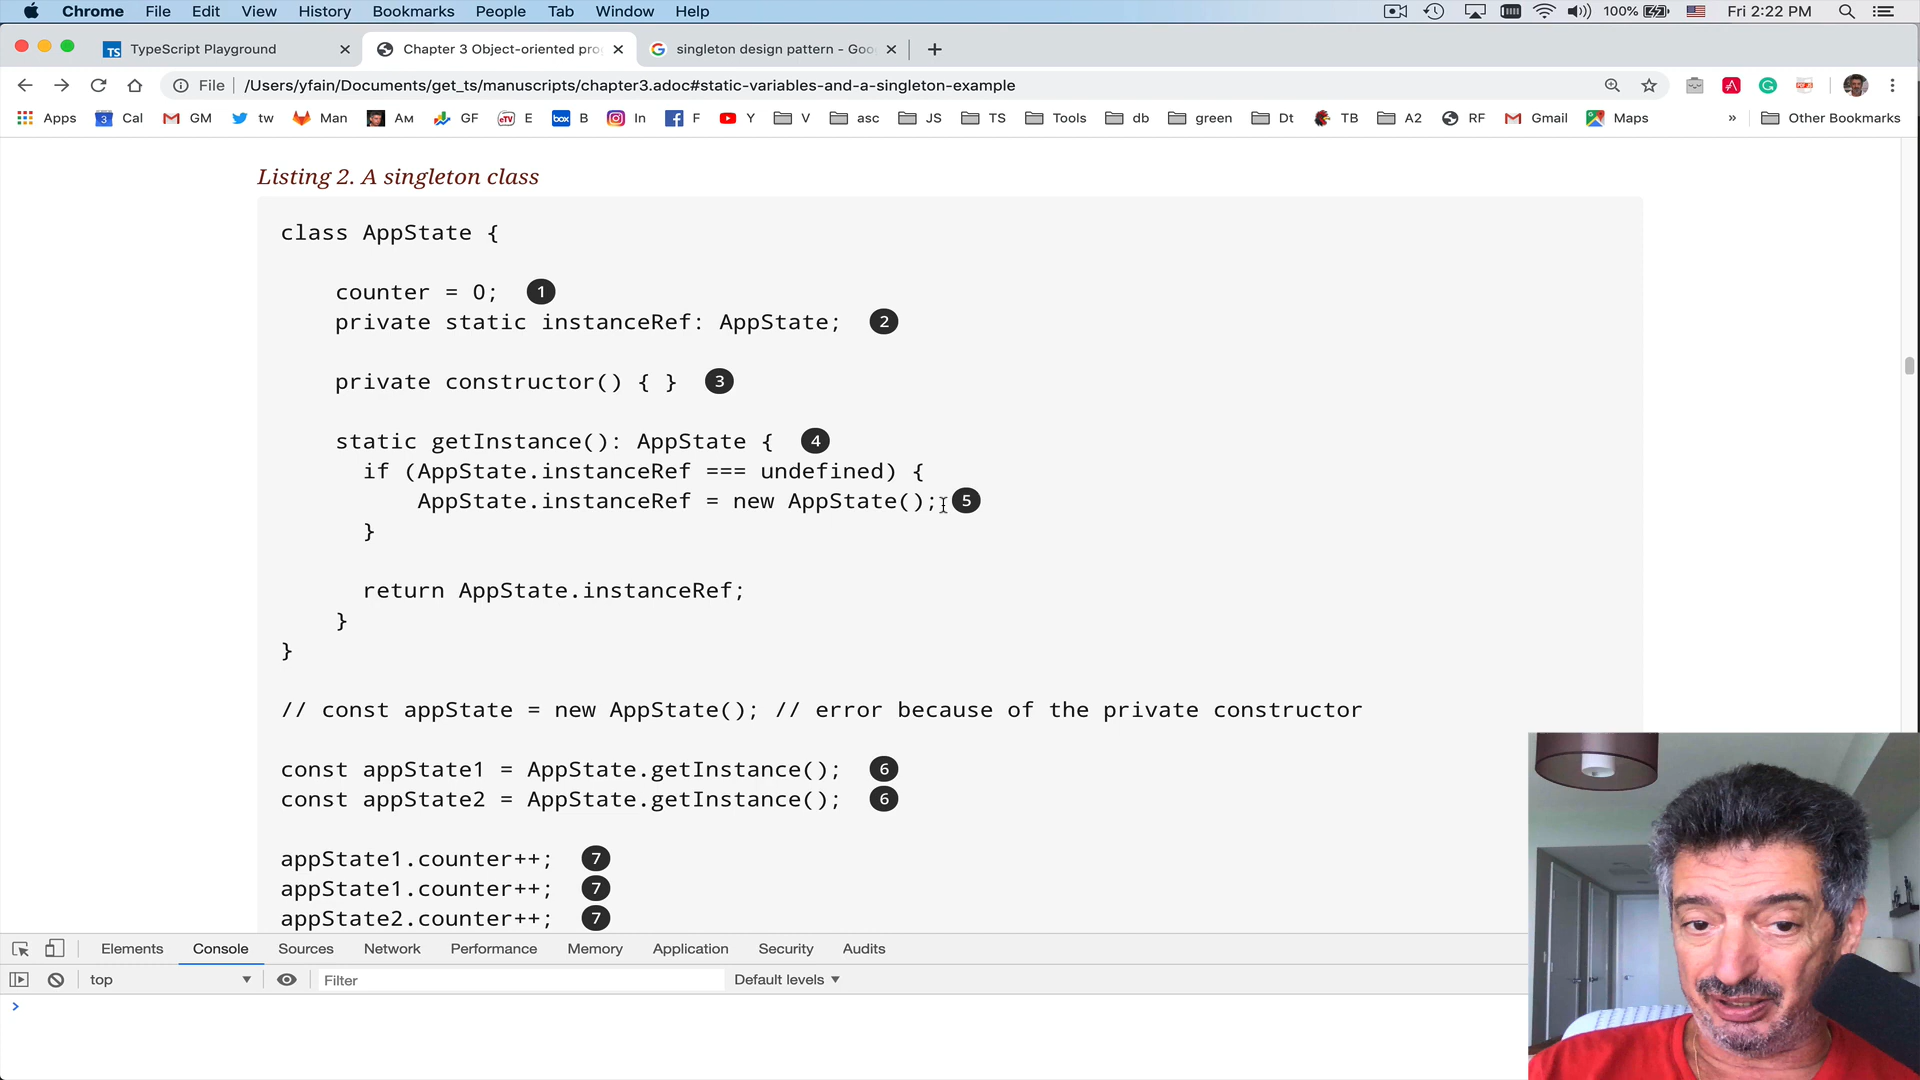 Chrome File Edit View History Bookmarks People Tab Window Help 100% Fri 2:22 PM
TS TypeScript Playground Chapter 3 Object-oriented pro singleton design pattern - Goo
File /Users/yfain/Documents/get_ts/manuscripts/chapter3.adoc#static-variables-and-a-singleton-example
Apps 3 Cal GM tw Man Ам GF eTV E box B In F Y V asc JS TS Tools db green Dt TB A2 RF Gmail Maps » Other Bookmarks
Listing 2. A singleton class
class AppState {
counter = 0; 1
private static instanceRef: AppState; 2
private constructor() { } 3
static getInstance(): AppState { 4
if (AppState.instanceRef === undefined) {
AppState.instanceRef = new AppState(); 5
}
return AppState.instanceRef;
}
}
// const appState = new AppState(); // error because of the private constructor
const appState1 = AppState.getInstance(); 6
const appState2 = AppState.getInstance(); 6
appState1.counter++; 7
appState1.counter++; 7
appState2.counter++; 7
Elements Console Sources Network Performance Memory Application Security Audits
top Filter Default levels
>